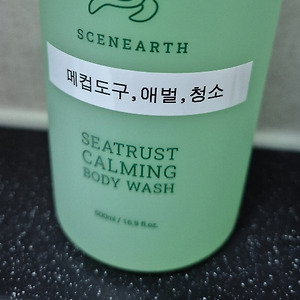 SCENEARTH
메컵도구, 애벌, 청소
SEATRUST
CALMING
BODY WASH
500ml / 16.9 fl.oz.